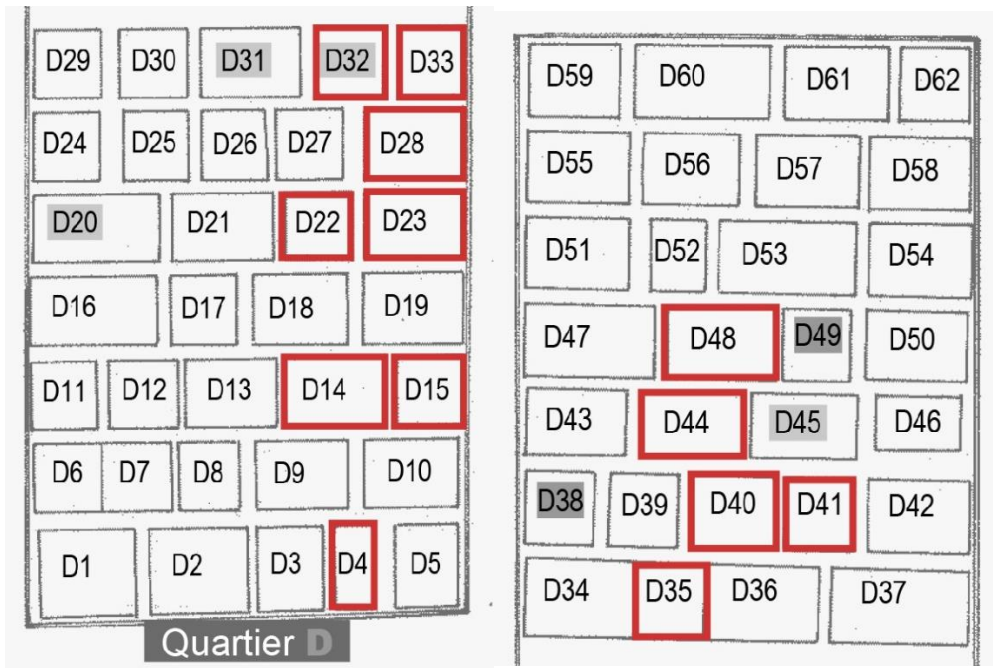 D29 D30 D31 D32 D33
D24 D25 D26 D27 D28
D20 D21 D22 D23
D16 D17 D18 D19
D11 D12 D13 D14 D15
D6 D7 D8 D9 D10
D1 D2 D3 D4 D5
Quartier D
D59 D60 D61 D62
D55 D56 D57 D58
D51 D52 D53 D54
D47 D48 D49 D50
D43 D44 D45 D46
D38 D39 D40 D41 D42
D34 D35 D36 D37